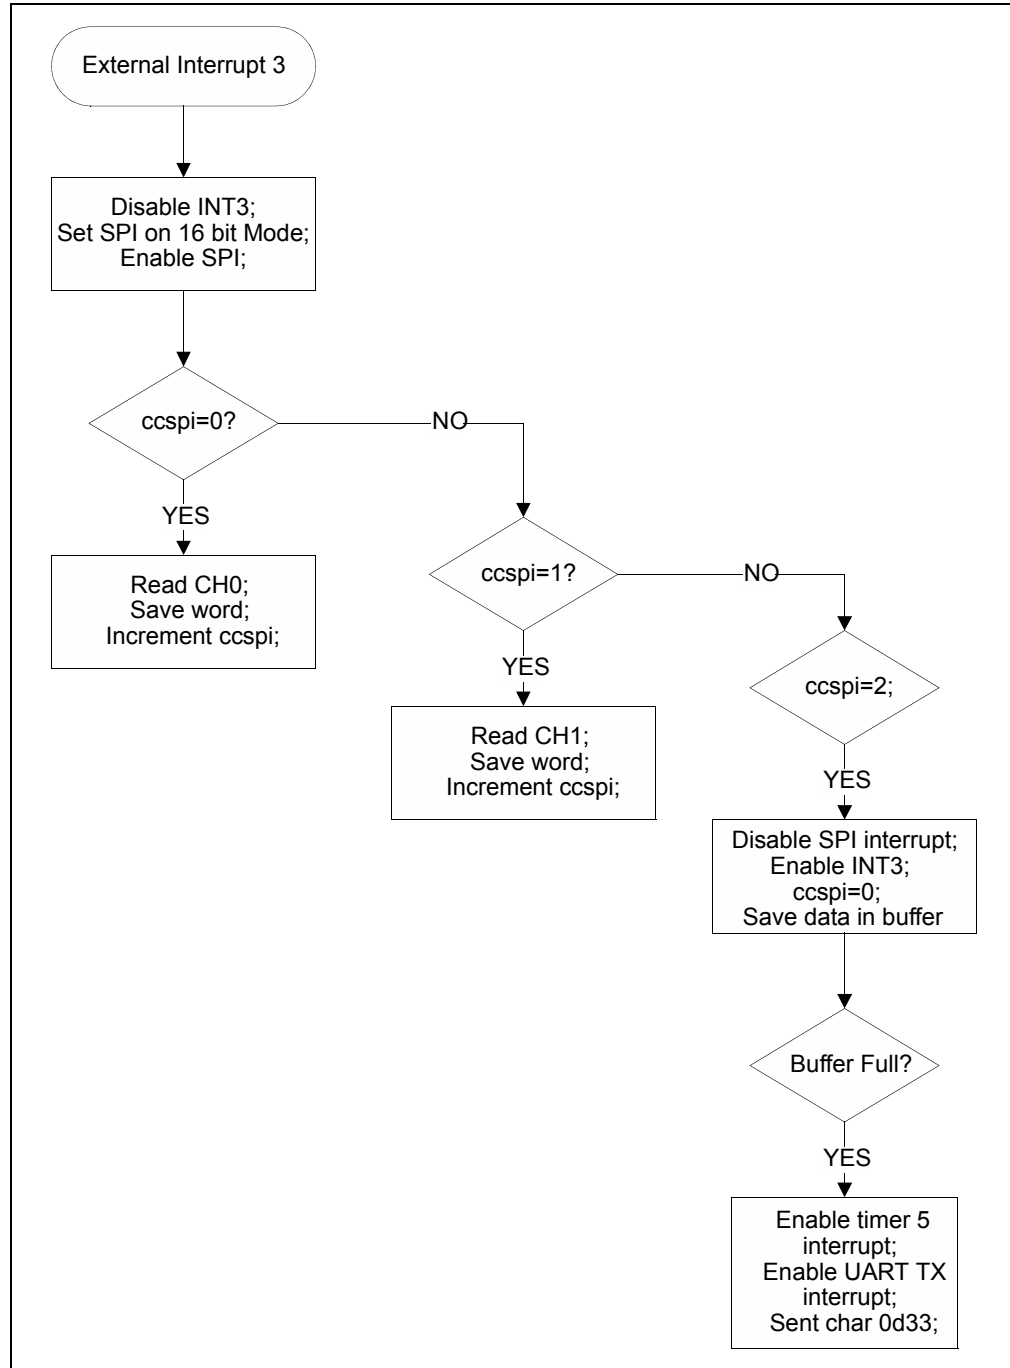 External Interrupt 3
Disable INT3;
Set SPI on 16 bit Mode;
Enable SPI;
ccspi=0?
NO
YES
Read CH0;
Save word;
Increment ccspi;
ccspi=1?
NO
YES
Read CH1;
Save word;
Increment ccspi;
ccspi=2;
YES
Disable SPI interrupt;
Enable INT3;
ccspi=0;
Save data in buffer
Buffer Full?
YES
Enable timer 5
interrupt;
Enable UART TX
interrupt;
Sent char 0d33;